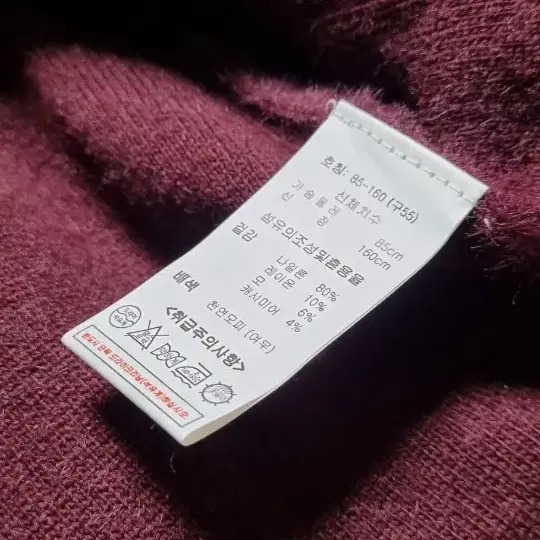 호칭: 85-160 (구55)
신체치수
가슴둘레 85cm
신 장 160cm
섬유의조성및혼용율
겉감 나일론 80%
레이온 10%
모 6%
캐시미어 4%
배색 천연모피 (여우)
<취급주의사항>